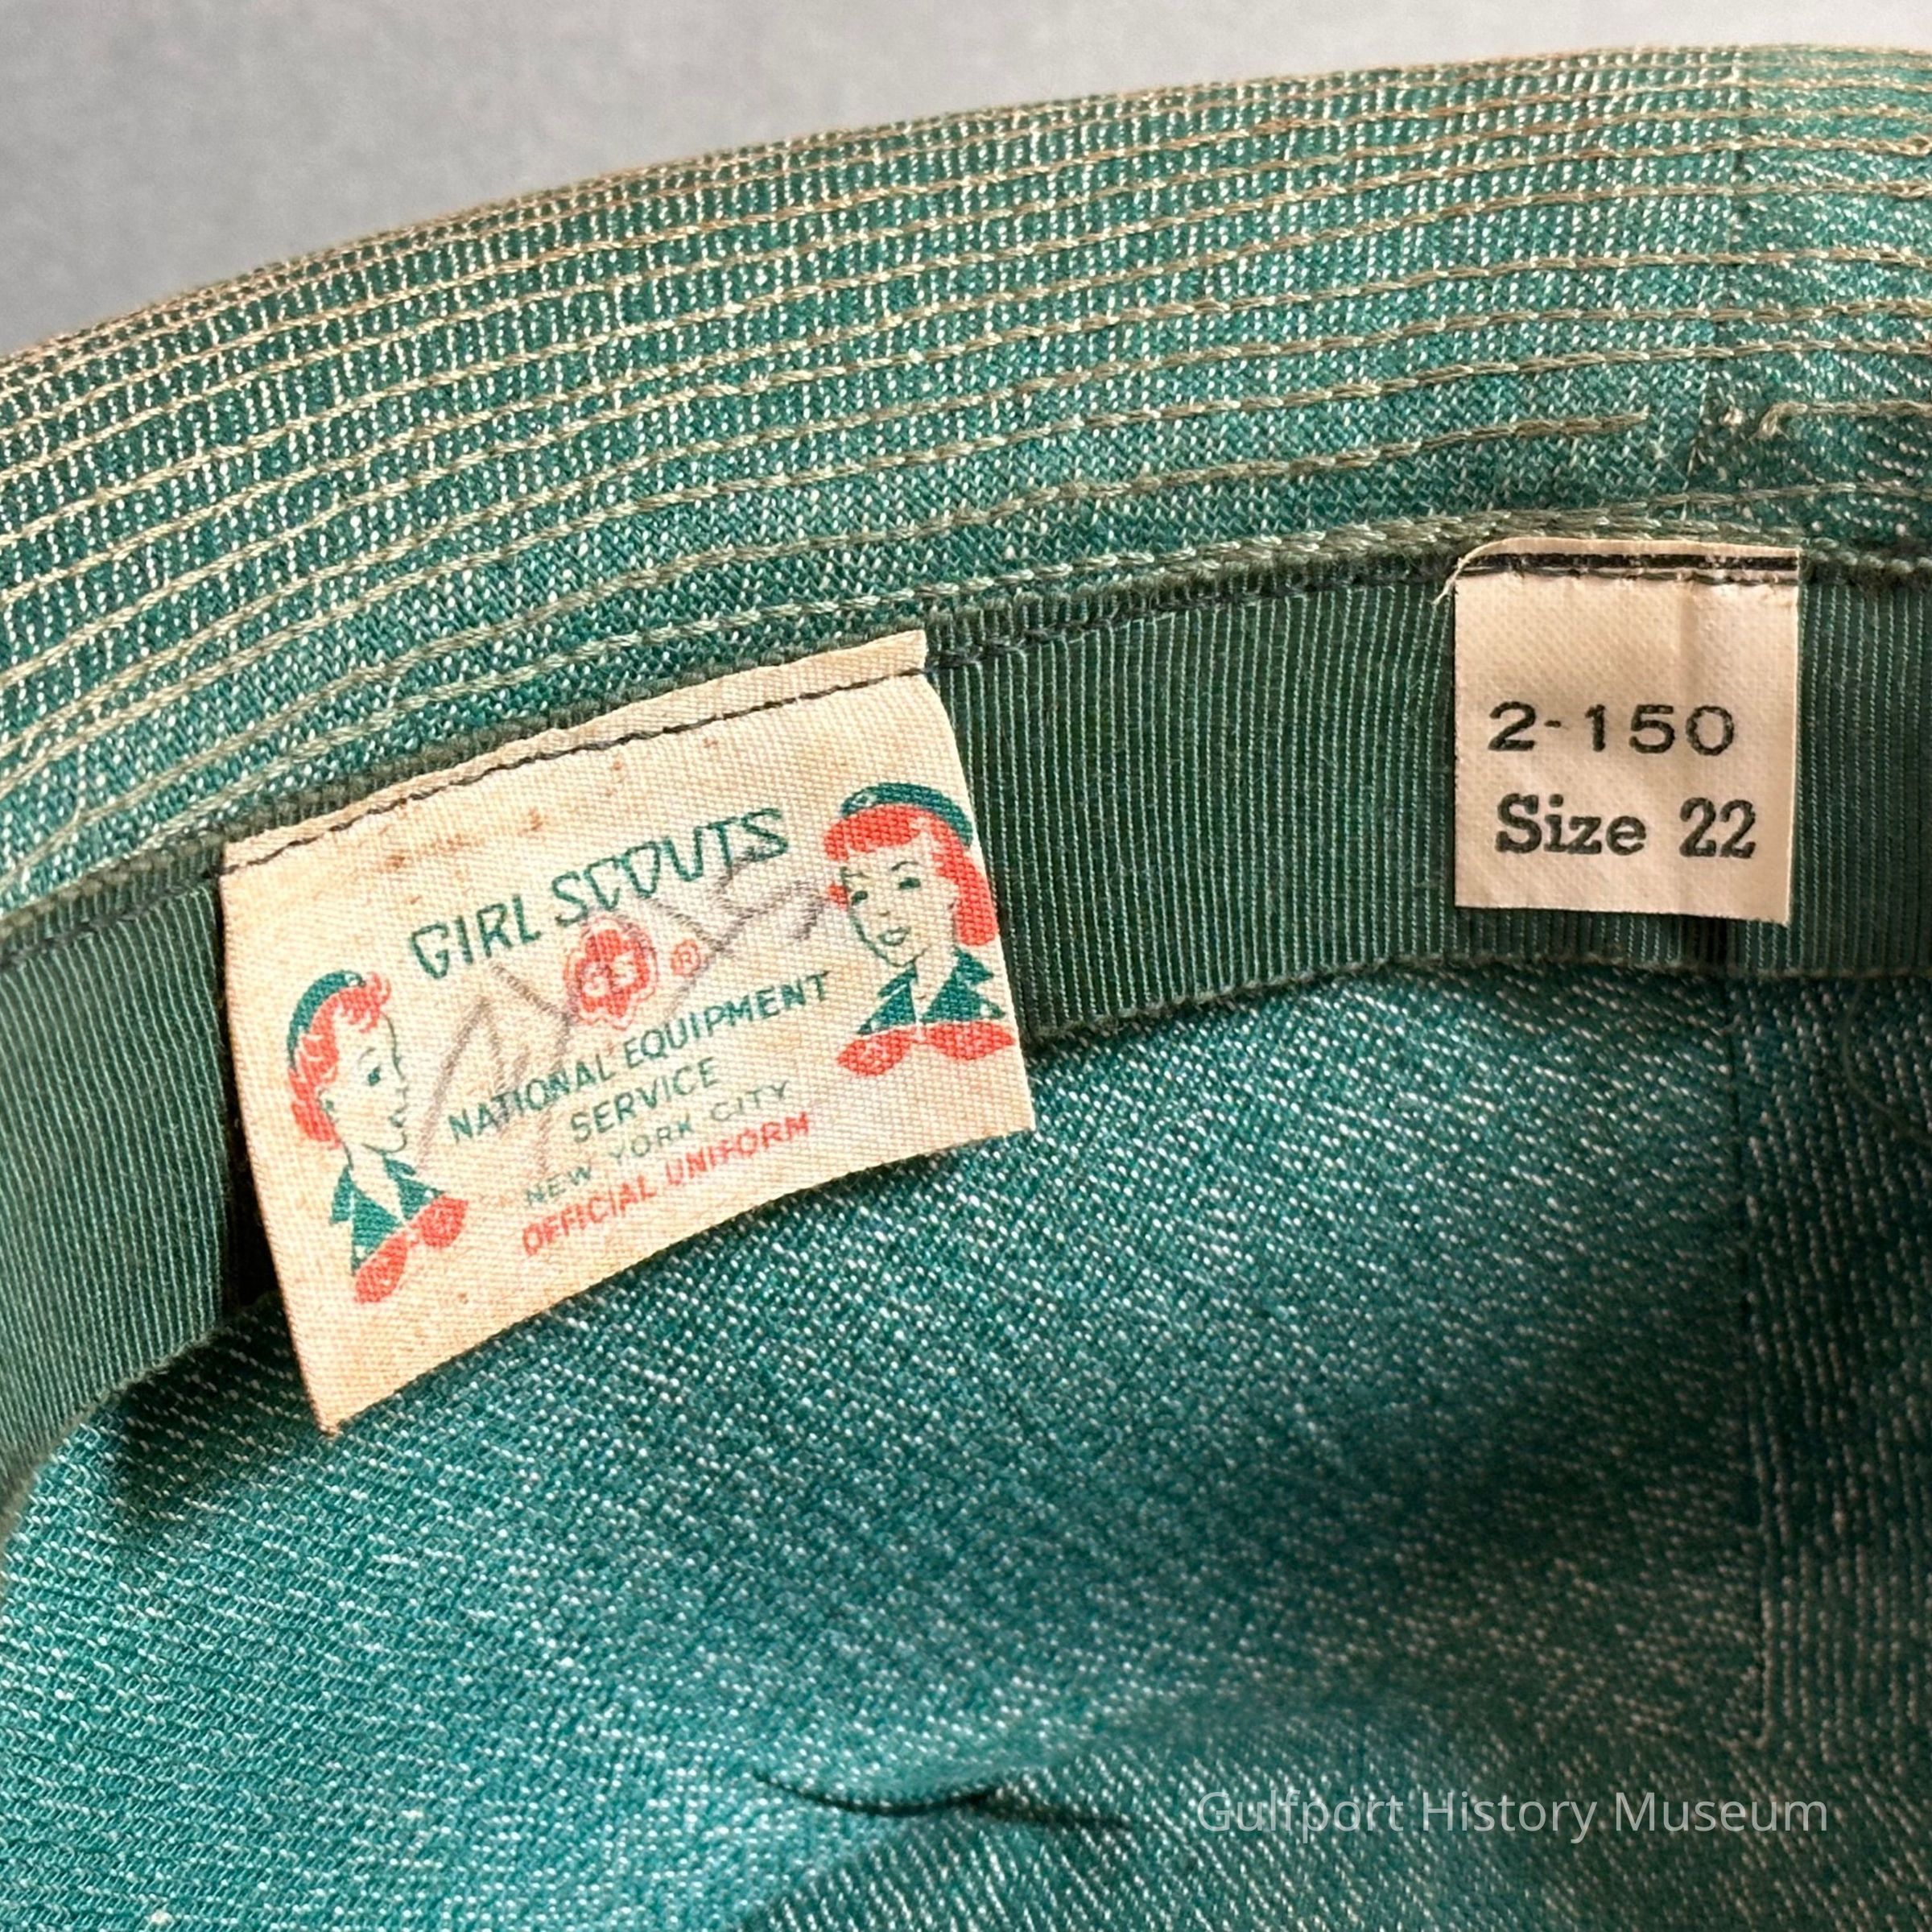 GIRL SCOUTS
GS ®
NATIONAL EQUIPMENT
SERVICE
NEW YORK CITY
OFFICIAL UNIFORM
2-150
Size 22
Gulfport History Museum